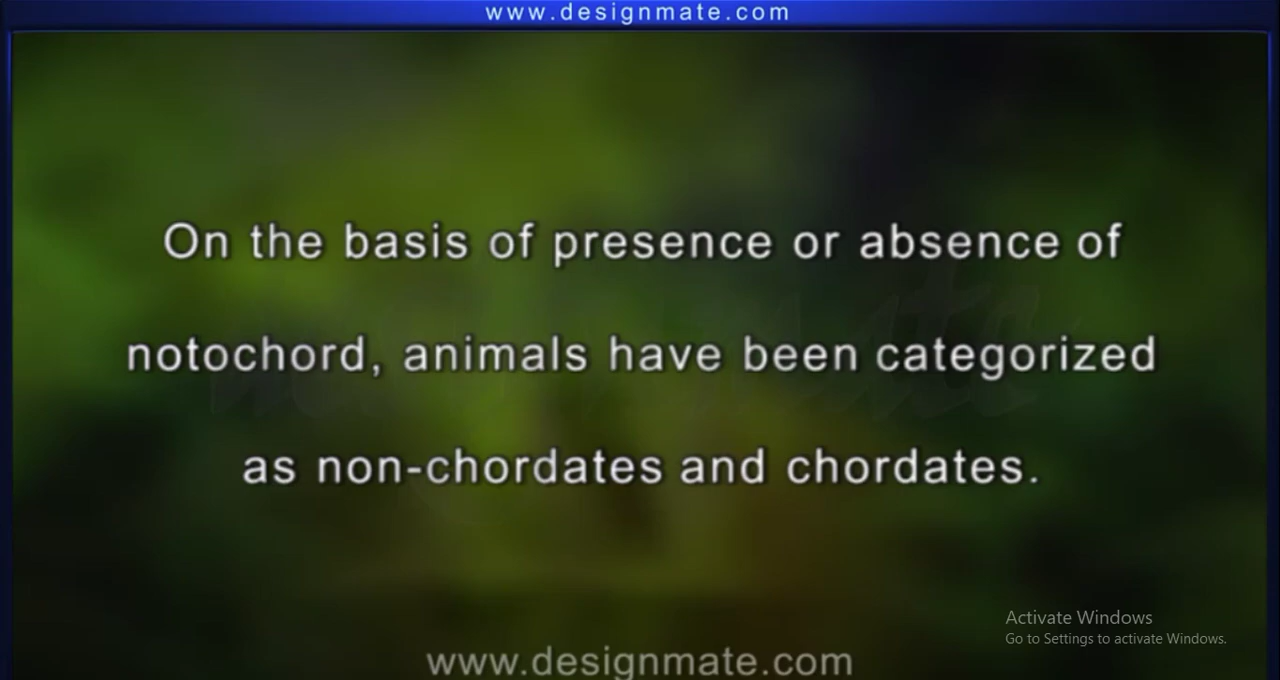 www.designmate.com
On the basis of presence or absence of
notochord, animals have been categorized
as non-chordates and chordates.
Activate Windows
Go to Settings to activate Windows.
www.designmate.com